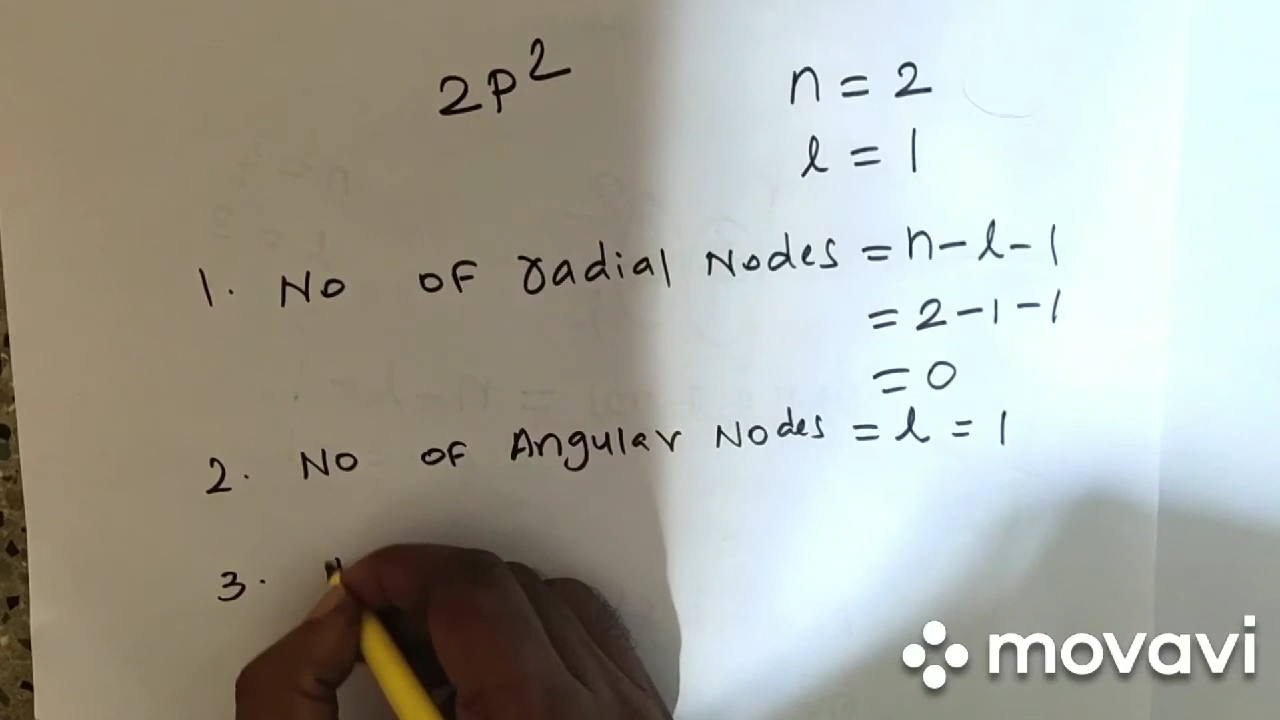 2p²
n = 2
l = 1
1. No of radial Nodes = n - l - 1
= 2 - 1 - 1
= 0
2. No of Angular Nodes = l = 1
3.
movavi